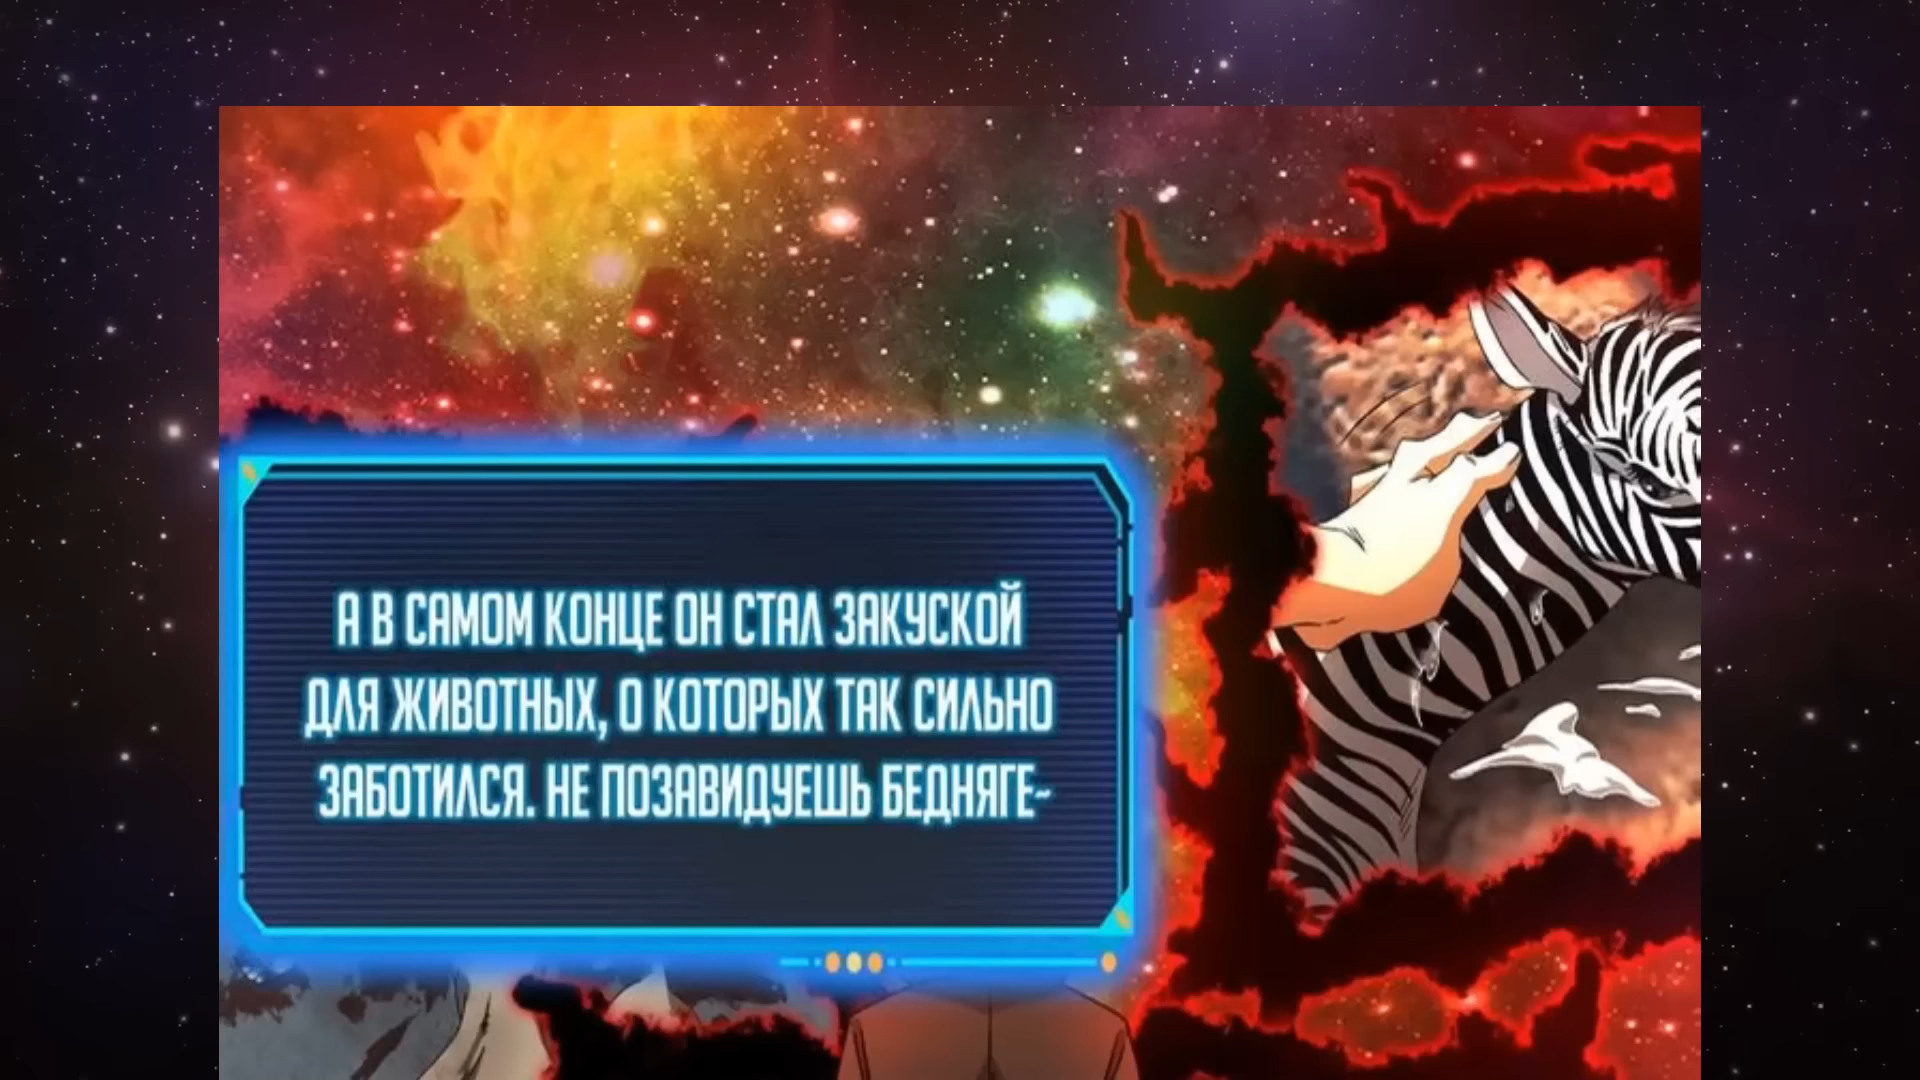 А В САМОМ КОНЦЕ ОН СТАЛ ЗАКУСКОЙ
ДЛЯ ЖИВОТНЫХ, О КОТОРЫХ ТАК СИЛЬНО
ЗАБОТИЛСЯ. НЕ ПОЗАВИДУЕШЬ БЕДНЯГЕ~